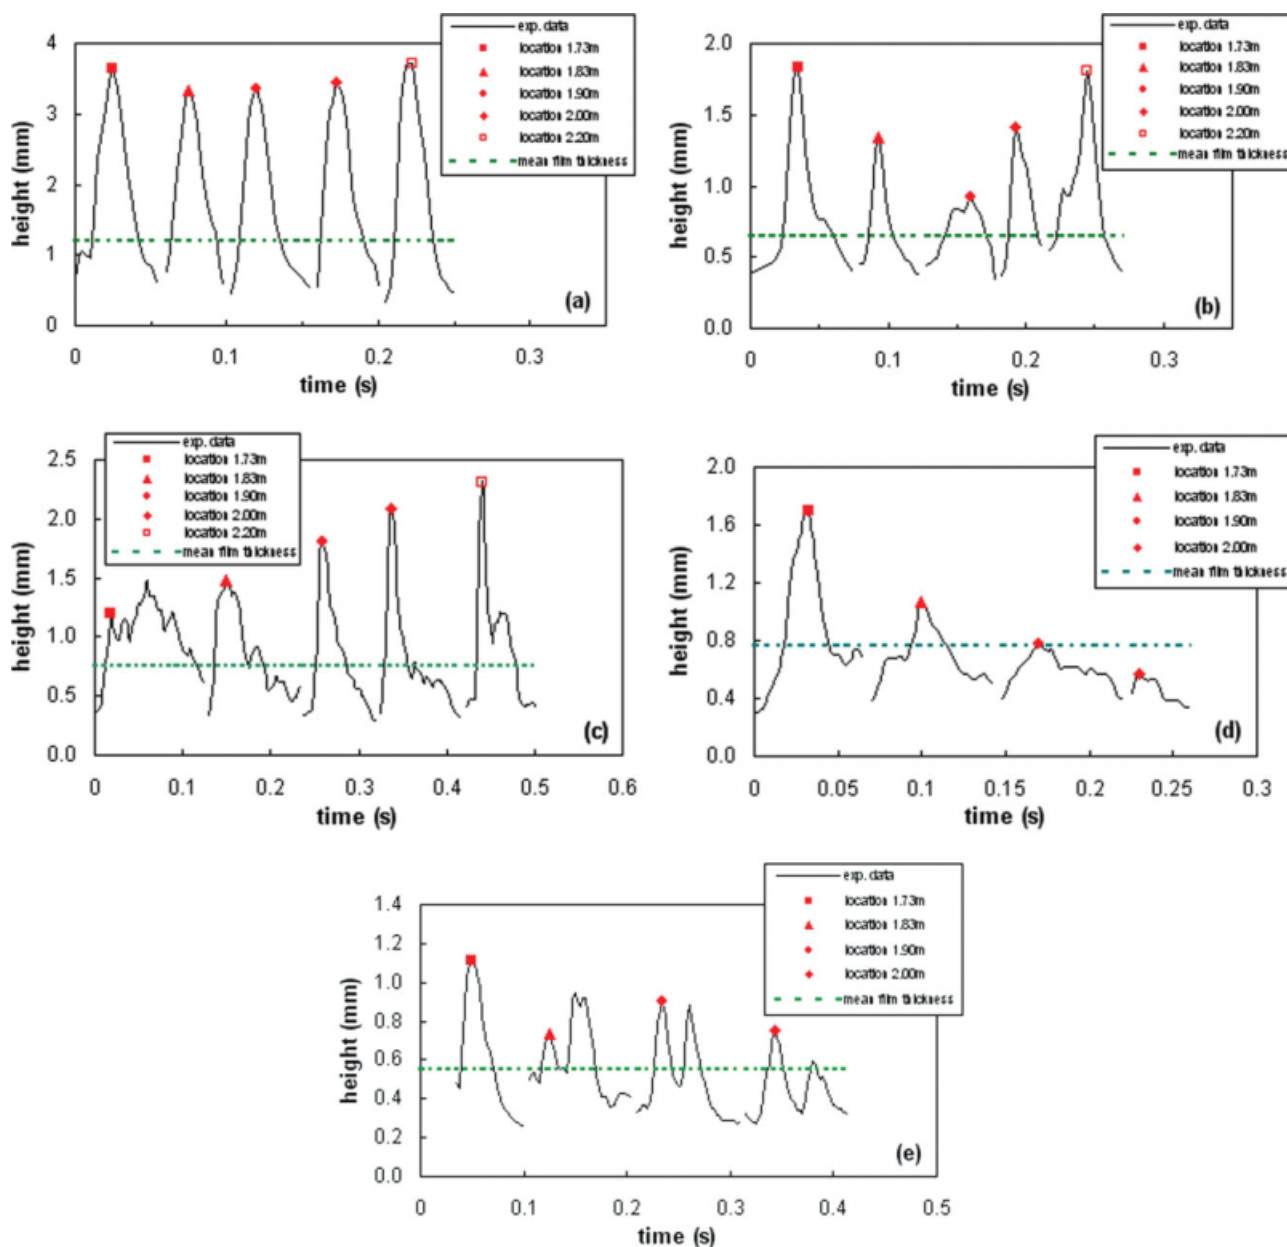 exp. data
location 1.73m
location 1.83m
location 1.90m
location 2.00m
location 2.20m
mean film thickness
height (mm)
4
3
2
1
0
(a)
0 0.1 0.2 0.3
time (s)
exp. data
location 1.73m
location 1.83m
location 1.90m
location 2.00m
location 2.20m
mean film thickness
height (mm)
2.0
1.5
1.0
0.5
0.0
(b)
0 0.1 0.2 0.3
time (s)
exp. data
location 1.73m
location 1.83m
location 1.90m
location 2.00m
location 2.20m
mean film thickness
height (mm)
2.5
2.0
1.5
1.0
0.5
0.0
(c)
0 0.1 0.2 0.3 0.4 0.5 0.6
time (s)
exp. data
location 1.73m
location 1.83m
location 1.90m
location 2.00m
mean film thickness
height (mm)
2.0
1.6
1.2
0.8
0.4
0.0
(d)
0 0.05 0.1 0.15 0.2 0.25 0.3
time (s)
exp. data
location 1.73m
location 1.83m
location 1.90m
location 2.00m
mean film thickness
height (mm)
1.4
1.2
1.0
0.8
0.6
0.4
0.2
0.0
(e)
0 0.1 0.2 0.3 0.4 0.5
time (s)